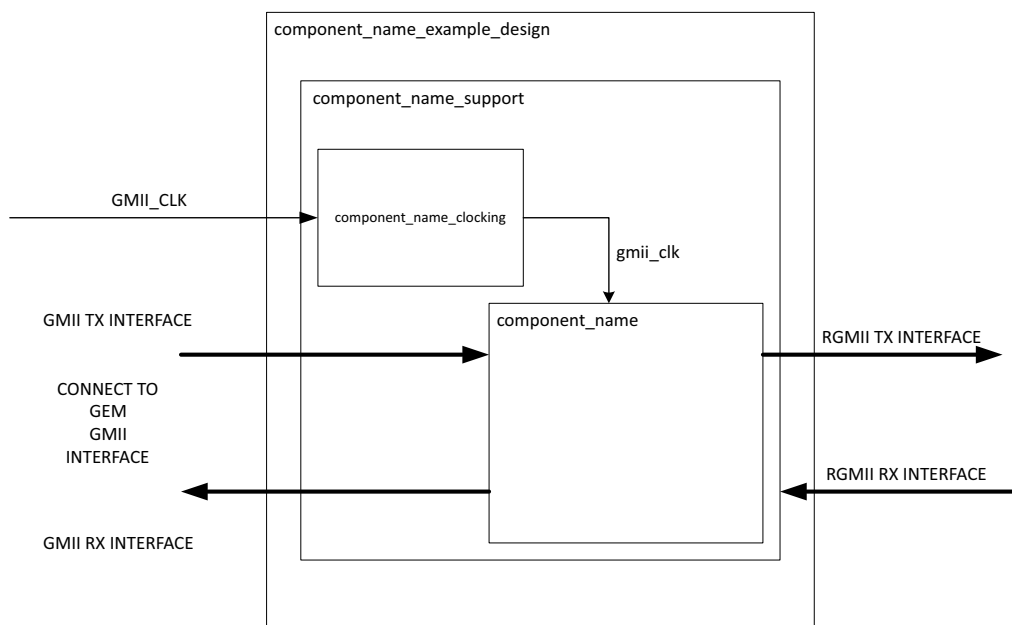 component_name_example_design
component_name_support
GMII_CLK
component_name_clocking
gmii_clk
GMII TX INTERFACE
component_name
RGMII TX INTERFACE
CONNECT TO
GEM
GMII
INTERFACE
RGMII RX INTERFACE
GMII RX INTERFACE